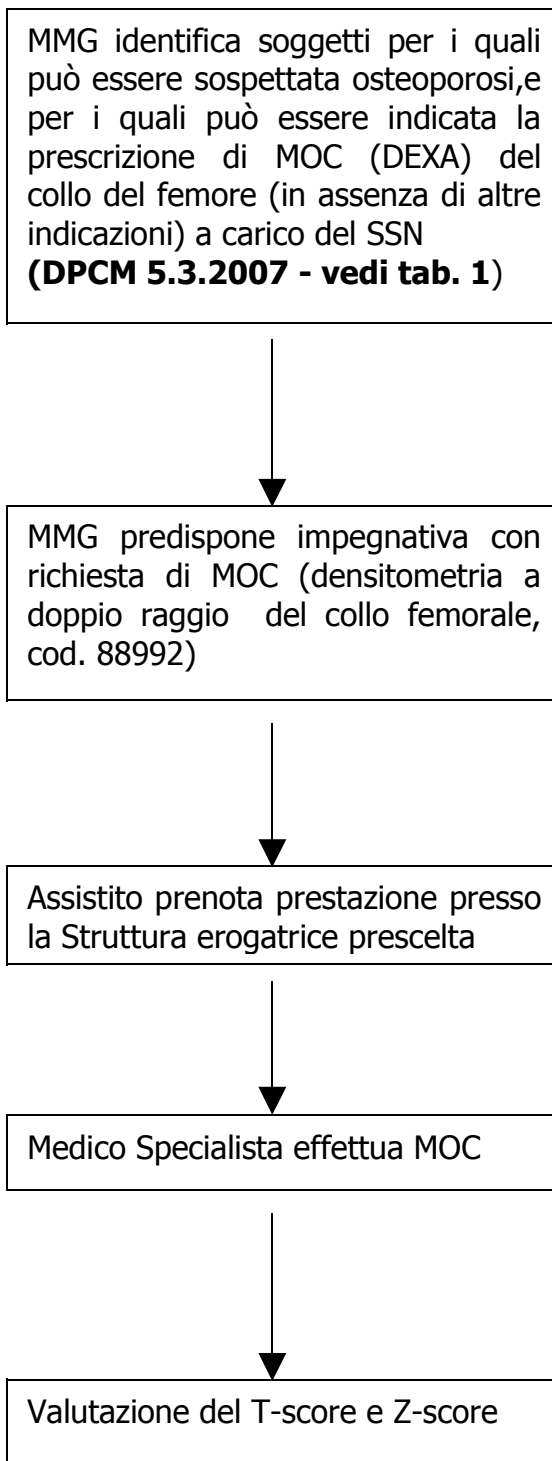 MMG identifica soggetti per i quali
può essere sospettata osteoporosi,e
per i quali può essere indicata la
prescrizione di MOC (DEXA) del
collo del femore (in assenza di altre
indicazioni) a carico del SSN
(DPCM 5.3.2007 - vedi tab. 1)
MMG predispone impegnativa con
richiesta di MOC (densitometria a
doppio raggio del collo femorale,
cod. 88992)
Assistito prenota prestazione presso
la Struttura erogatrice prescelta
Medico Specialista effettua MOC
Valutazione del T-score e Z-score